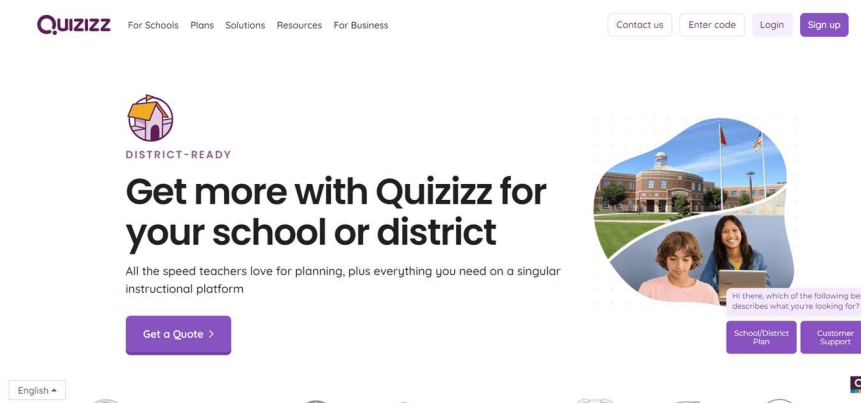 Quizizz
For Schools Plans Solutions Resources For Business
Contact us Enter code Login Sign up
DISTRICT-READY
Get more with Quizizz for
your school or district
All the speed teachers love for planning, plus everything you need on a singular
instructional platform
Get a Quote >
Hi there, which of the following be
describes what you're looking for?
School/District
Plan
Customer
Support
English